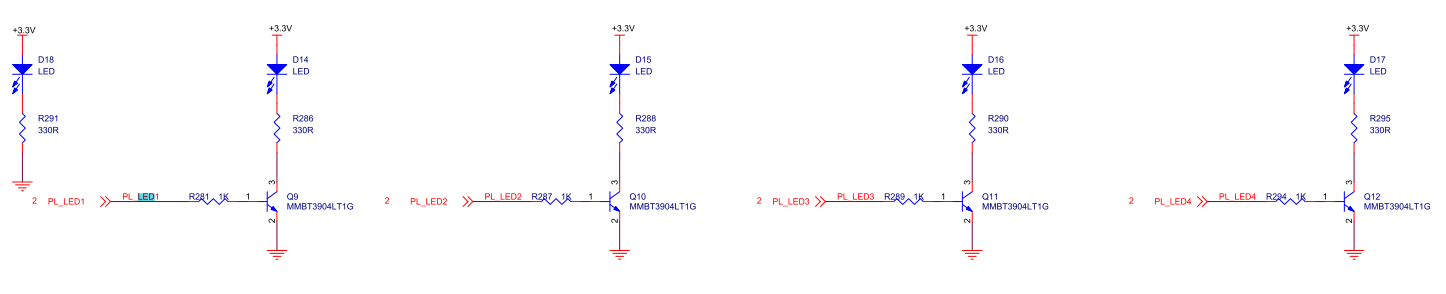 +3.3V
D18
LED
R291
330R
+3.3V
D14
LED
R286
330R
2 PL_LED1
PL_LED1
R281 1K
1
3
Q9
MMBT3904LT1G
2
+3.3V
D15
LED
R288
330R
2 PL_LED2
PL_LED2
R287 1K
1
3
Q10
MMBT3904LT1G
2
+3.3V
D16
LED
R290
330R
2 PL_LED3
PL_LED3
R289 1K
1
3
Q11
MMBT3904LT1G
2
+3.3V
D17
LED
R295
330R
2 PL_LED4
PL_LED4
R294 1K
1
3
Q12
MMBT3904LT1G
2